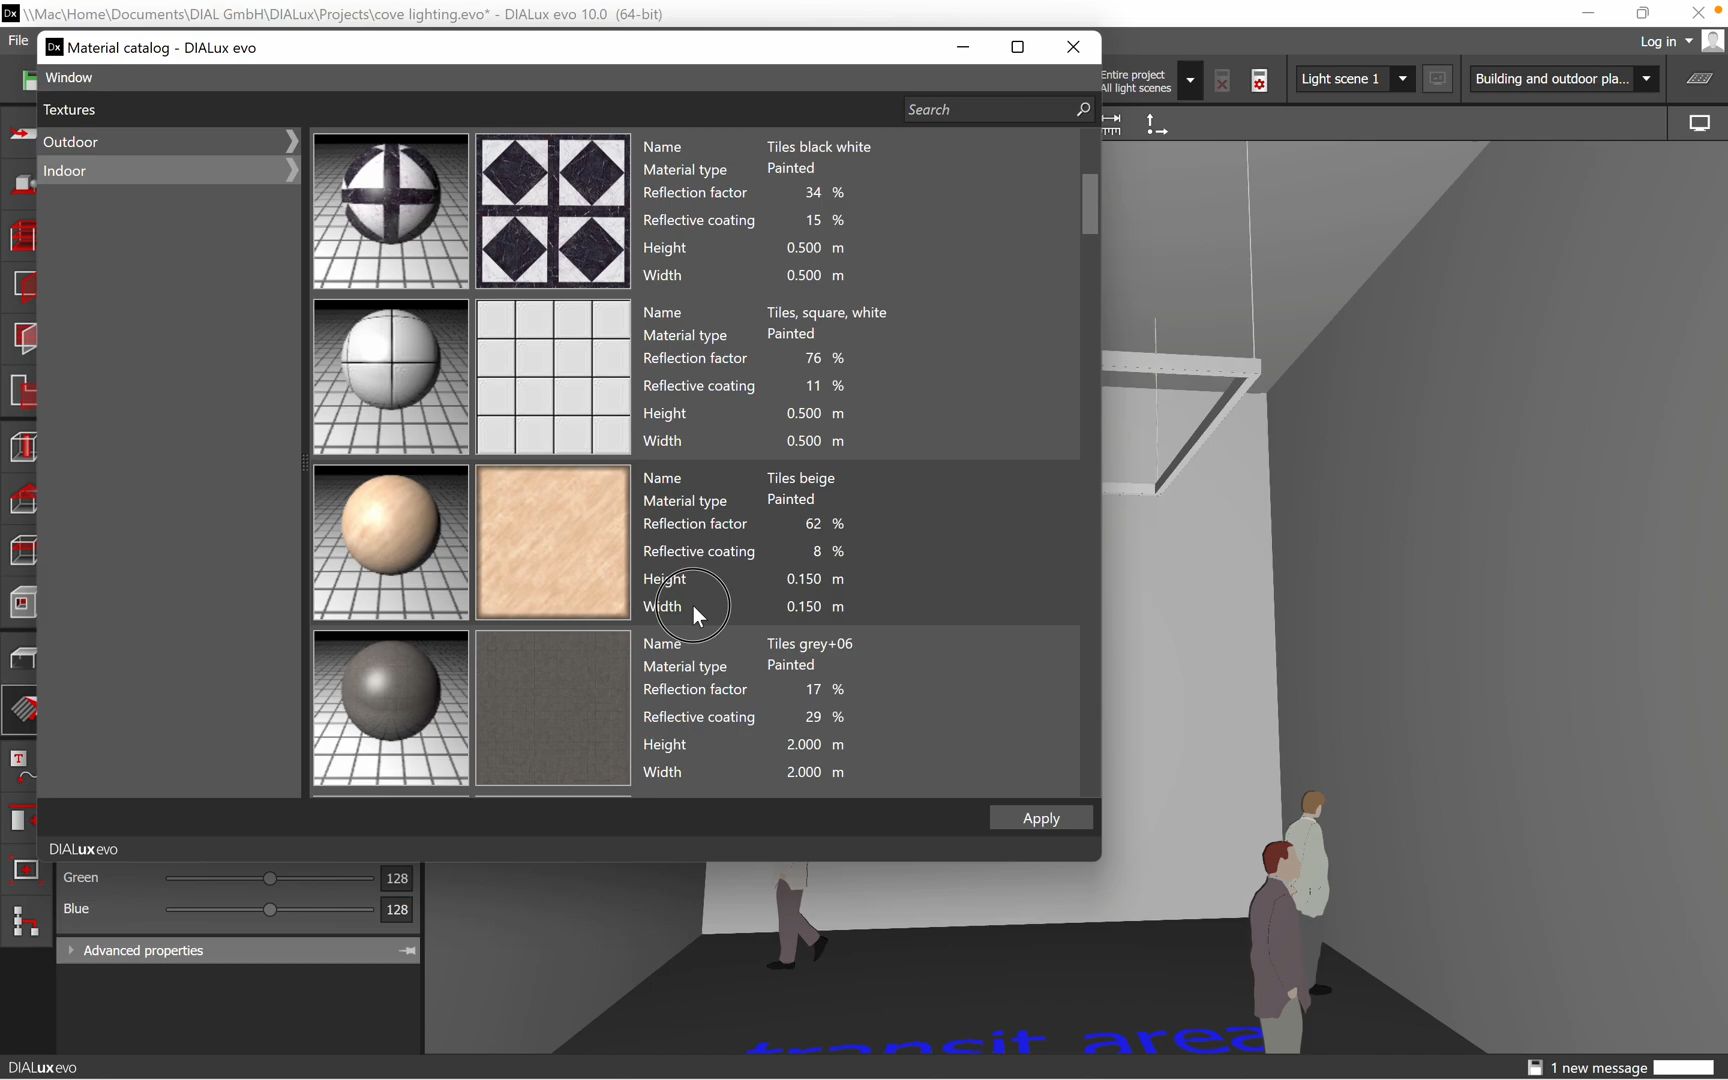 \\Mac\Home\Documents\DIAL GmbH\DIALux\Projects\cove lighting.evo* - DIALux evo 10.0 (64-bit)
File
Log in
Material catalog - DIALux evo
Window
Entire project
All light scenes
Light scene 1
Building and outdoor pla...
Textures
Search
Outdoor
Indoor
Name Tiles black white
Material type Painted
Reflection factor 34 %
Reflective coating 15 %
Height 0.500 m
Width 0.500 m
Name Tiles, square, white
Material type Painted
Reflection factor 76 %
Reflective coating 11 %
Height 0.500 m
Width 0.500 m
Name Tiles beige
Material type Painted
Reflection factor 62 %
Reflective coating 8 %
Height 0.150 m
Width 0.150 m
Name Tiles grey+06
Material type Painted
Reflection factor 17 %
Reflective coating 29 %
Height 2.000 m
Width 2.000 m
Apply
DIALux evo
Green 128
Blue 128
Advanced properties
transit area
DIALux evo
1 new message